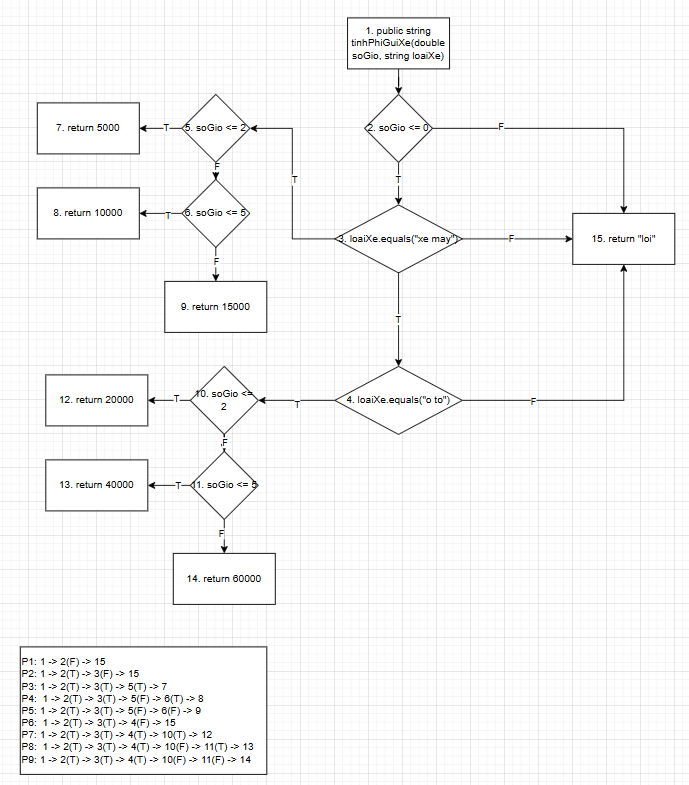 1. public string
tinhPhiGuiXe(double
soGio, string loaiXe)
7. return 5000
T
5. soGio <= 2
2. soGio <= 0
F
F
T
T
8. return 10000
T
6. soGio <= 5
3. loaiXe.equals("xe may")
F
15. return "loi"
F
9. return 15000
T
12. return 20000
T
10. soGio <=
2
T
4. loaiXe.equals("o to")
F
F
13. return 40000
T
11. soGio <= 5
F
14. return 60000
P1: 1 -> 2(F) -> 15
P2: 1 -> 2(T) -> 3(F) -> 15
P3: 1 -> 2(T) -> 3(T) -> 5(T) -> 7
P4: 1 -> 2(T) -> 3(T) -> 5(F) -> 6(T) -> 8
P5: 1 -> 2(T) -> 3(T) -> 5(F) -> 6(F) -> 9
P6: 1 -> 2(T) -> 3(T) -> 4(F) -> 15
P7: 1 -> 2(T) -> 3(T) -> 4(T) -> 10(T) -> 12
P8: 1 -> 2(T) -> 3(T) -> 4(T) -> 10(F) -> 11(T) -> 13
P9: 1 -> 2(T) -> 3(T) -> 4(T) -> 10(F) -> 11(F) -> 14